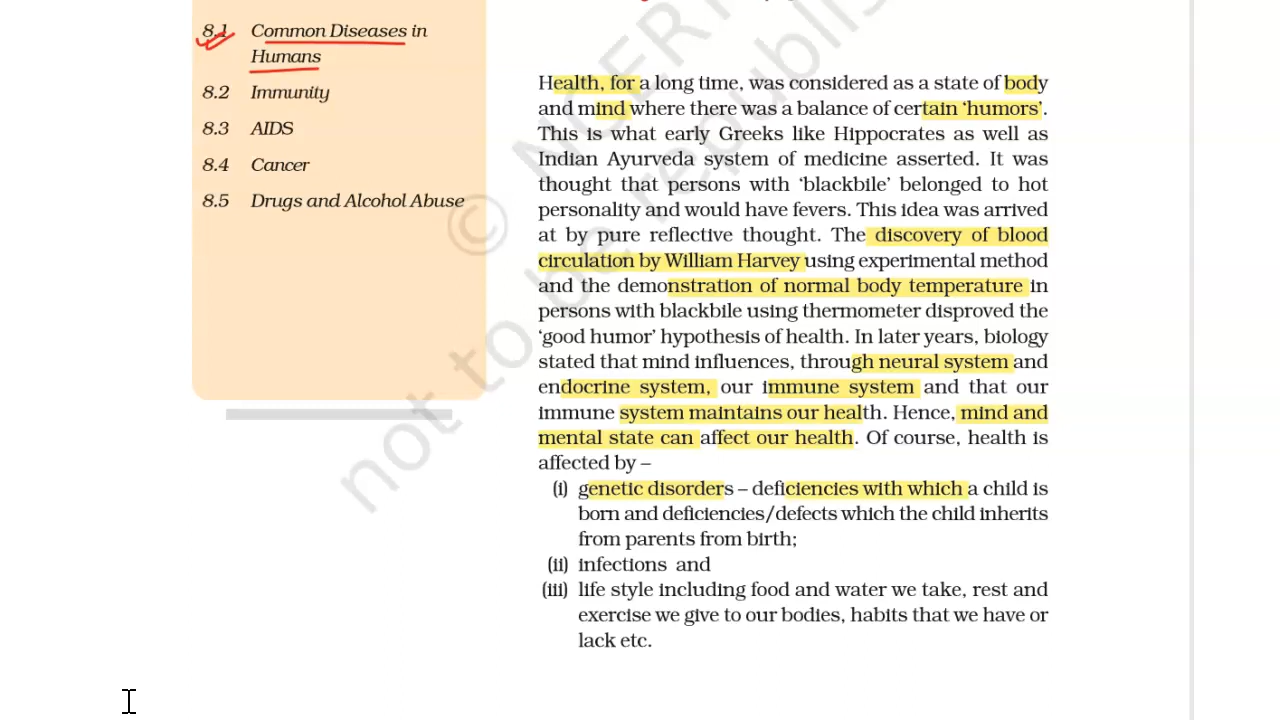 8.1 Common Diseases in
Humans
8.2 Immunity
8.3 AIDS
8.4 Cancer
8.5 Drugs and Alcohol Abuse
Health, for a long time, was considered as a state of body
and mind where there was a balance of certain ‘humors’.
This is what early Greeks like Hippocrates as well as
Indian Ayurveda system of medicine asserted. It was
thought that persons with ‘blackbile’ belonged to hot
personality and would have fevers. This idea was arrived
at by pure reflective thought. The discovery of blood
circulation by William Harvey using experimental method
and the demonstration of normal body temperature in
persons with blackbile using thermometer disproved the
‘good humor’ hypothesis of health. In later years, biology
stated that mind influences, through neural system and
endocrine system, our immune system and that our
immune system maintains our health. Hence, mind and
mental state can affect our health. Of course, health is
affected by –
(i) genetic disorders – deficiencies with which a child is
born and deficiencies/defects which the child inherits
from parents from birth;
(ii) infections and
(iii) life style including food and water we take, rest and
exercise we give to our bodies, habits that we have or
lack etc.
© NCER
not to be republis